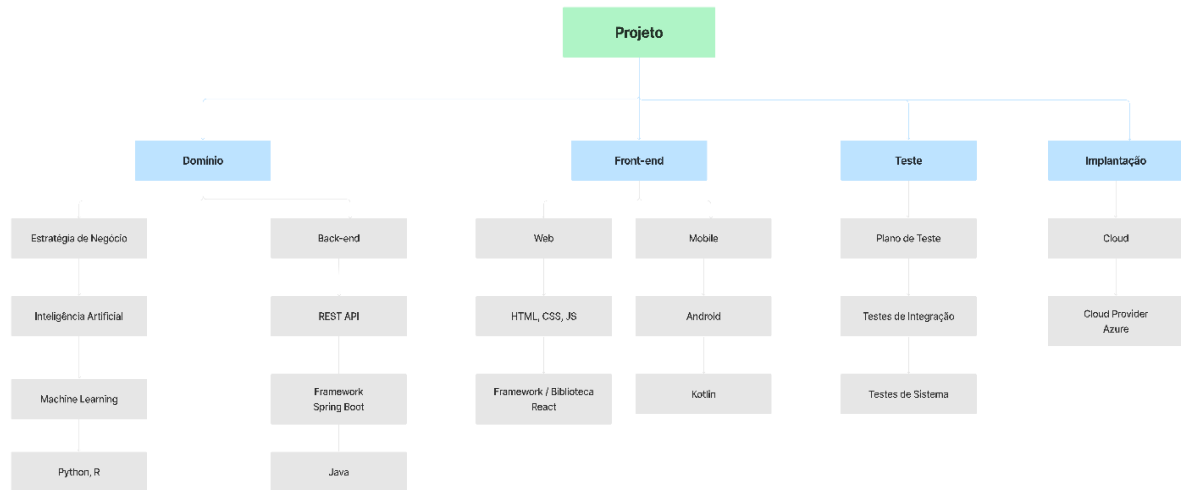 Projeto
Domínio
Front-end
Teste
Implantação
Estratégia de Negócio
Back-end
Web
Mobile
Plano de Teste
Cloud
Inteligência Artificial
REST API
HTML, CSS, JS
Android
Testes de Integração
Cloud Provider
Azure
Machine Learning
Framework
Spring Boot
Framework / Biblioteca
React
Kotlin
Testes de Sistema
Python, R
Java